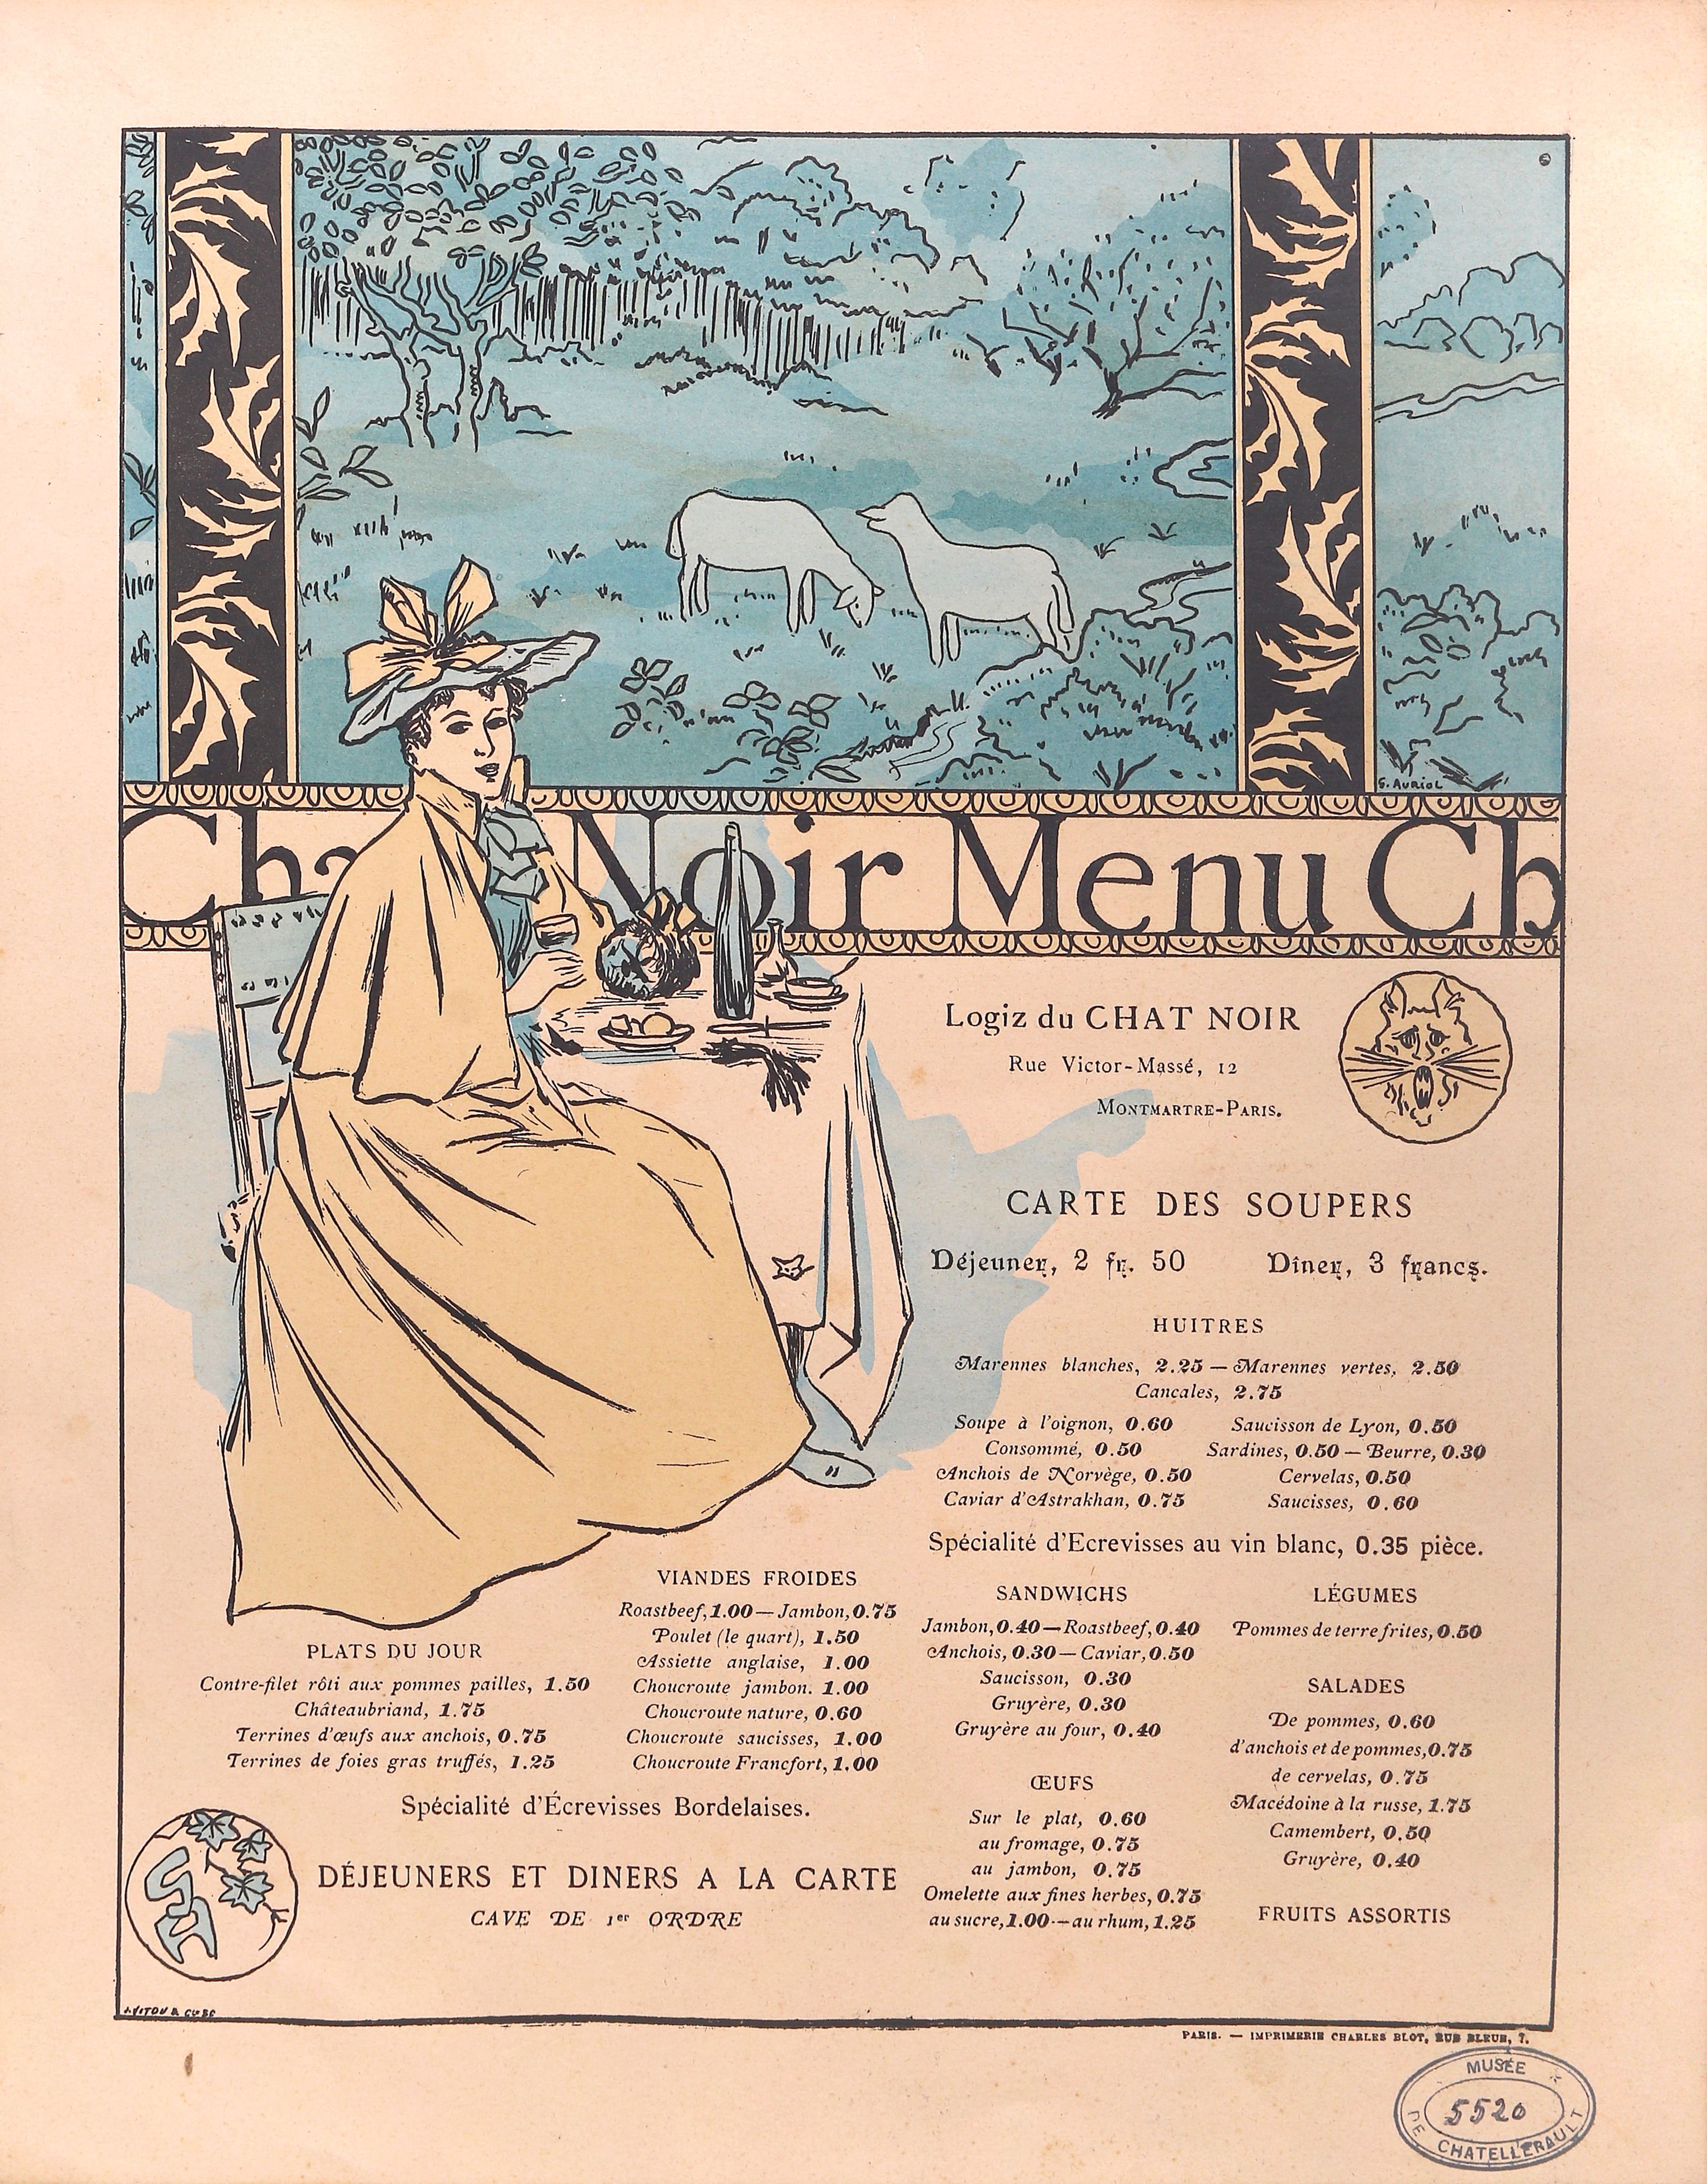 G. AURIOL
Cha Noir Menu Ch
Logiz du CHAT NOIR
Rue Victor-Massé, 12
MONTMARTRE-PARIS.
CARTE DES SOUPERS
Déjeuner, 2 fr. 50 Dîner, 3 francs.
HUITRES
Marennes blanches, 2.25 — Marennes vertes, 2.50
Cancales, 2.75
Soupe à l'oignon, 0.60
Consommé, 0.50
Anchois de Norvège, 0.50
Caviar d'Astrakhan, 0.75
Saucisson de Lyon, 0.50
Sardines, 0.50 — Beurre, 0.30
Cervelas, 0.50
Saucisses, 0.60
Spécialité d'Ecrevisses au vin blanc, 0.35 pièce.
PLATS DU JOUR
Contre-filet rôti aux pommes pailles, 1.50
Châteaubriand, 1.75
Terrines d'œufs aux anchois, 0.75
Terrines de foies gras truffés, 1.25
VIANDES FROIDES
Roastbeef, 1.00 — Jambon, 0.75
Poulet (le quart), 1.50
Assiette anglaise, 1.00
Choucroute jambon. 1.00
Choucroute nature, 0.60
Choucroute saucisses, 1.00
Choucroute Francfort, 1.00
Spécialité d'Écrevisses Bordelaises.
DÉJEUNERS ET DINERS A LA CARTE
CAVE DE 1er ORDRE
SANDWICHS
Jambon, 0.40 — Roastbeef, 0.40
Anchois, 0.30 — Caviar, 0.50
Saucisson, 0.30
Gruyère, 0.30
Gruyère au four, 0.40
ŒUFS
Sur le plat, 0.60
au fromage, 0.75
au jambon, 0.75
Omelette aux fines herbes, 0.75
au sucre, 1.00 — au rhum, 1.25
LÉGUMES
Pommes de terre frites, 0.50
SALADES
De pommes, 0.60
d'anchois et de pommes, 0.75
de cervelas, 0.75
Macédoine à la russe, 1.75
Camembert, 0.50
Gruyère, 0.40
FRUITS ASSORTIS
PARIS. — IMPRIMERIE CHARLES BLOT, RUE BLEUE, 7.
MUSÉE
5520
DE CHATELLERAULT